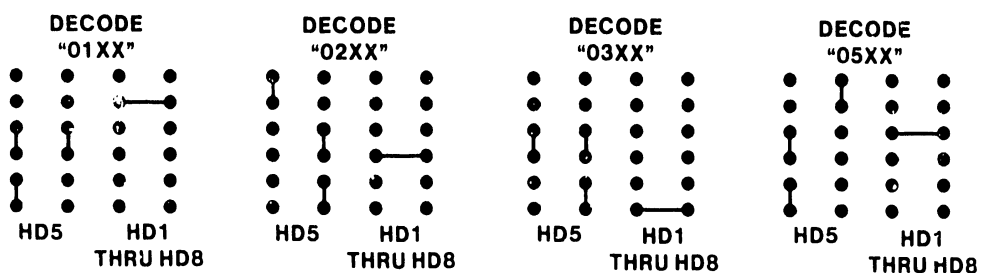 DECODE
"01XX"
HD5
HD1
THRU HD8
DECODE
"02XX"
HD5
HD1
THRU HD8
DECODE
"03XX"
HD5
HD1
THRU HD8
DECODE
"05XX"
HD5
HD1
THRU HD8